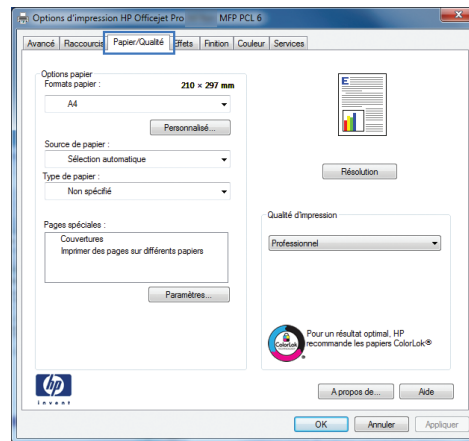 Options d'impression HP Officejet Pro MFP PCL 6
Avancé Raccourcis Papier/Qualité Effets Finition Couleur Services
Options papier
Formats papier :
210 × 297 mm
A4
Personnalisé...
Source de papier :
Sélection automatique
Type de papier :
Non spécifié
Pages spéciales :
Couvertures
Imprimer des pages sur différents papiers
Paramètres...
E
Résolution
Qualité d'impression
Professionnel
ColorLok
Pour un résultat optimal, HP
recommande les papiers ColorLok®
hp
invent
A propos de... Aide
OK Annuler Appliquer